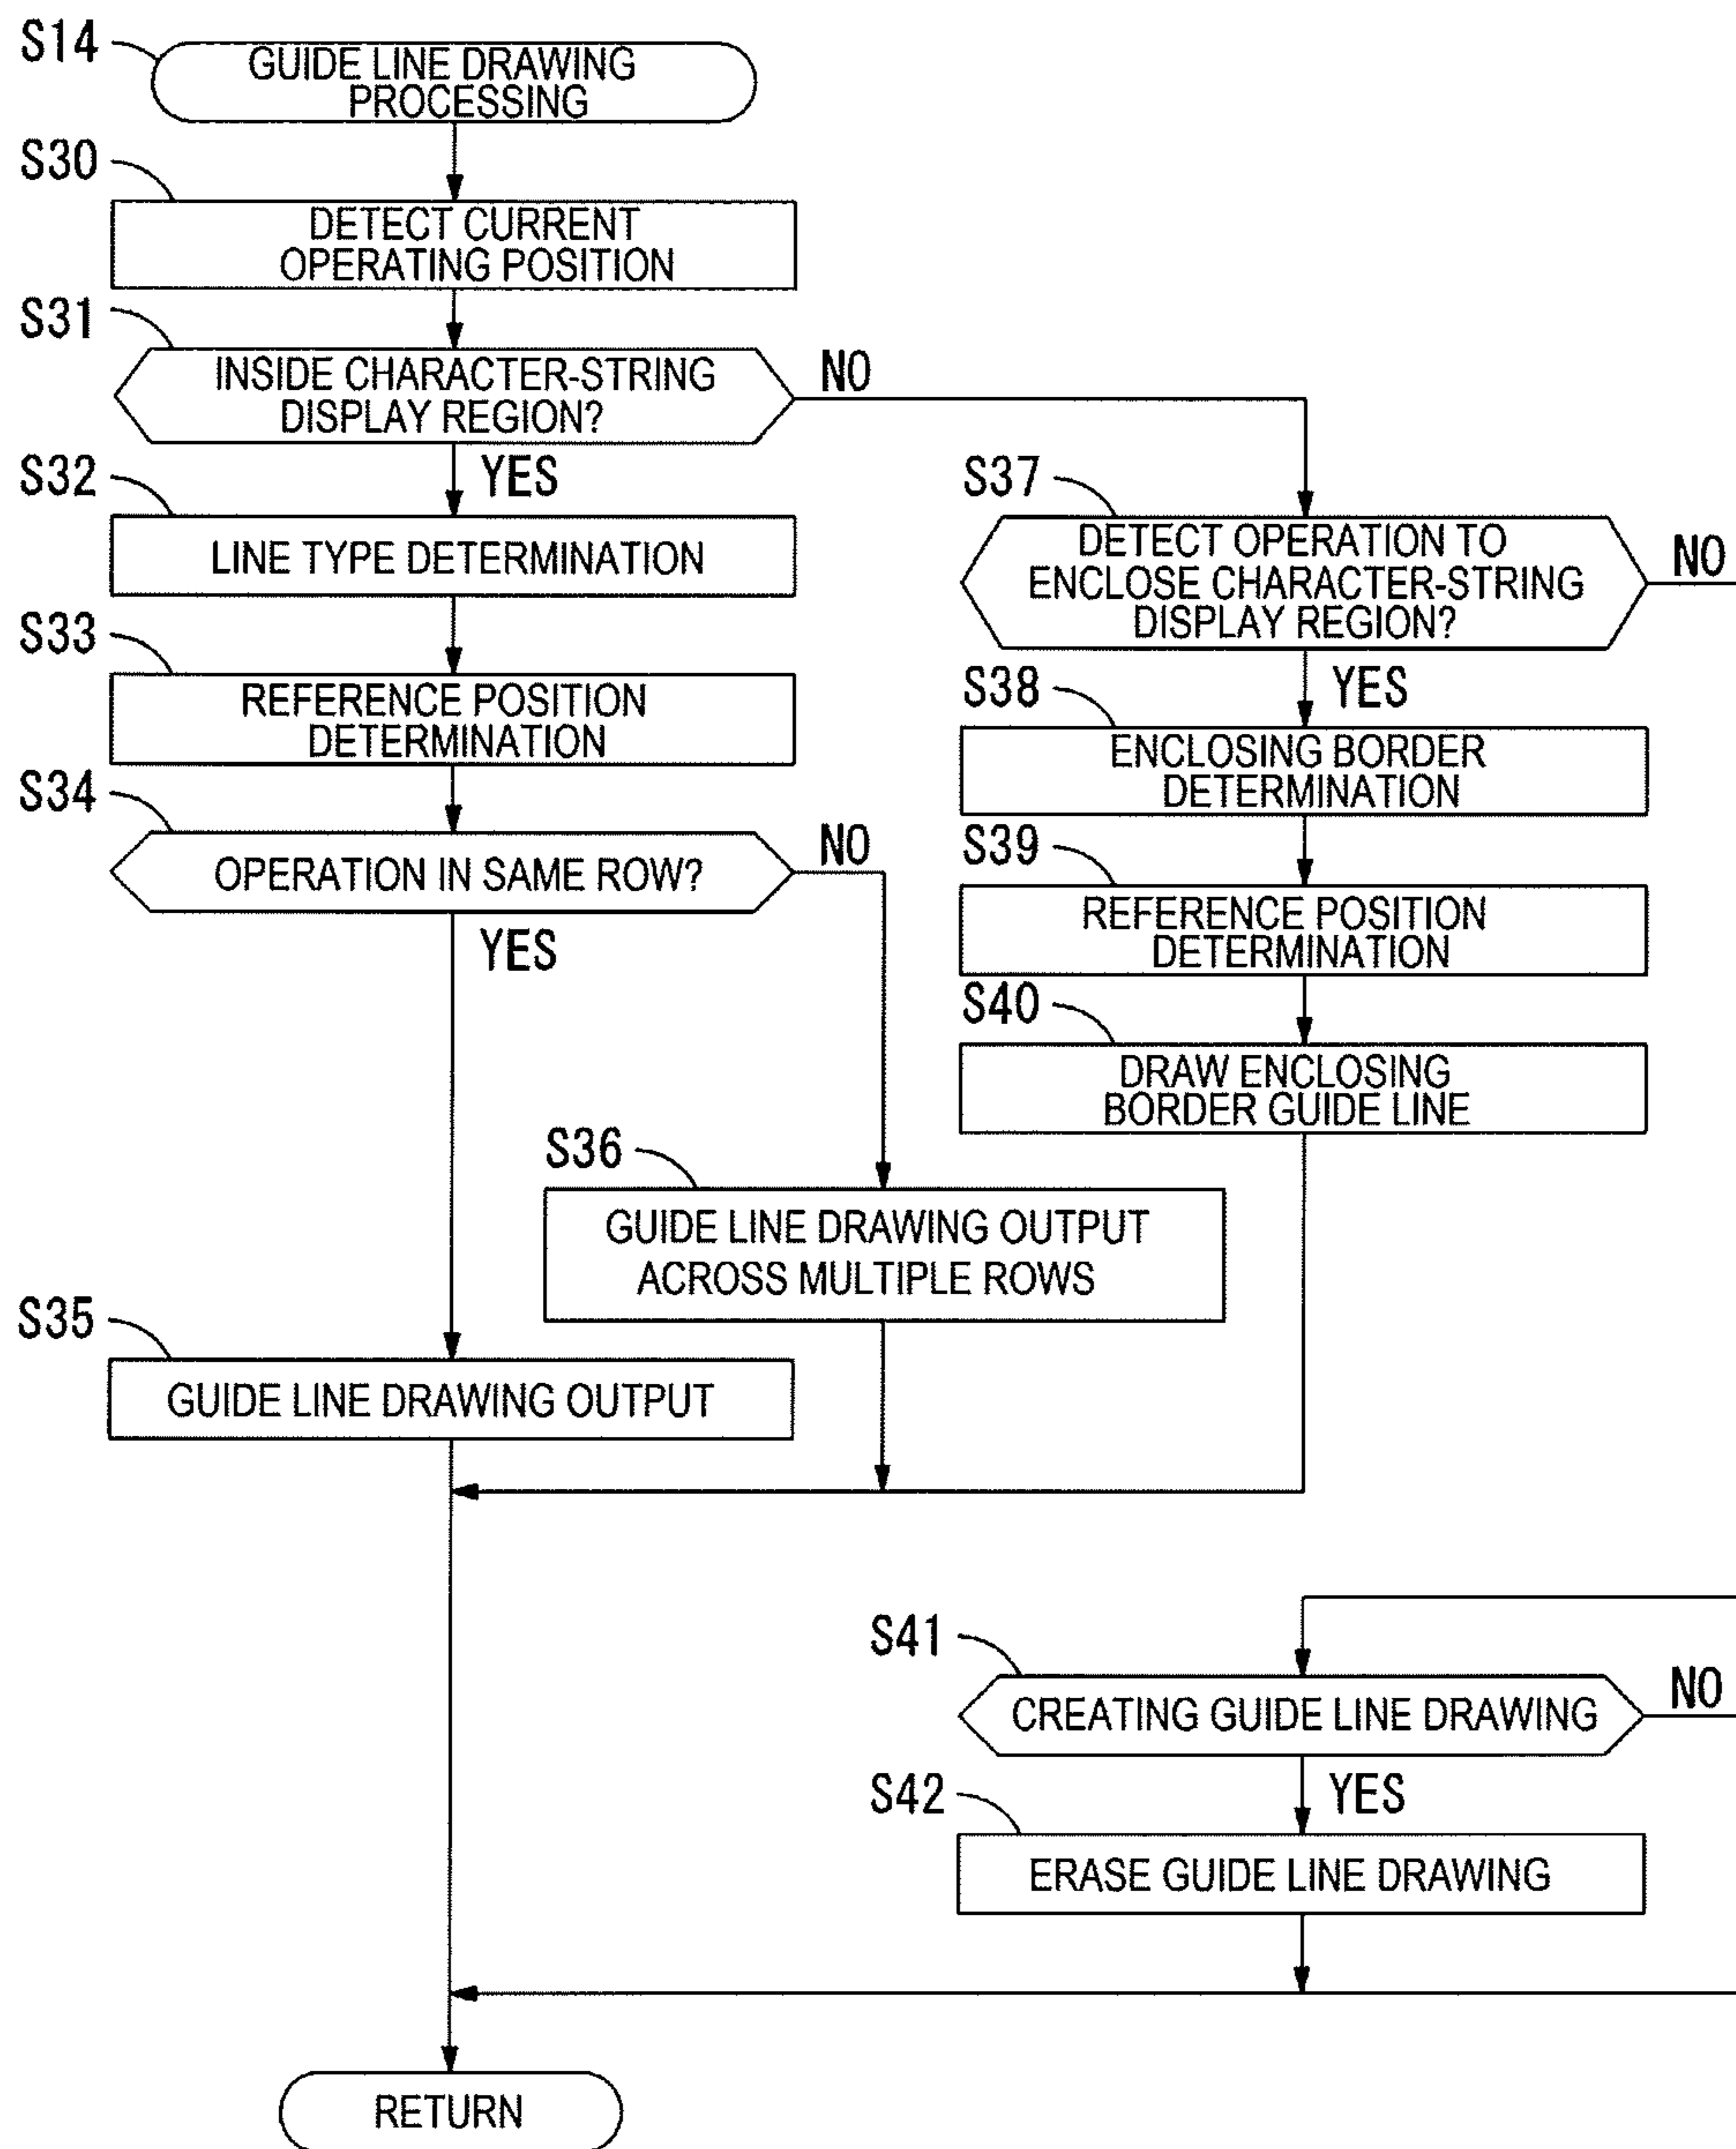 S14
GUIDE LINE DRAWING
PROCESSING
S30
DETECT CURRENT
OPERATING POSITION
S31
INSIDE CHARACTER-STRING
DISPLAY REGION?
NO
YES
S32
LINE TYPE DETERMINATION
S33
REFERENCE POSITION
DETERMINATION
S34
OPERATION IN SAME ROW?
NO
YES
S37
DETECT OPERATION TO
ENCLOSE CHARACTER-STRING
DISPLAY REGION?
NO
YES
S38
ENCLOSING BORDER
DETERMINATION
S39
REFERENCE POSITION
DETERMINATION
S40
DRAW ENCLOSING
BORDER GUIDE LINE
S36
GUIDE LINE DRAWING OUTPUT
ACROSS MULTIPLE ROWS
S35
GUIDE LINE DRAWING OUTPUT
S41
CREATING GUIDE LINE DRAWING
NO
YES
S42
ERASE GUIDE LINE DRAWING
RETURN